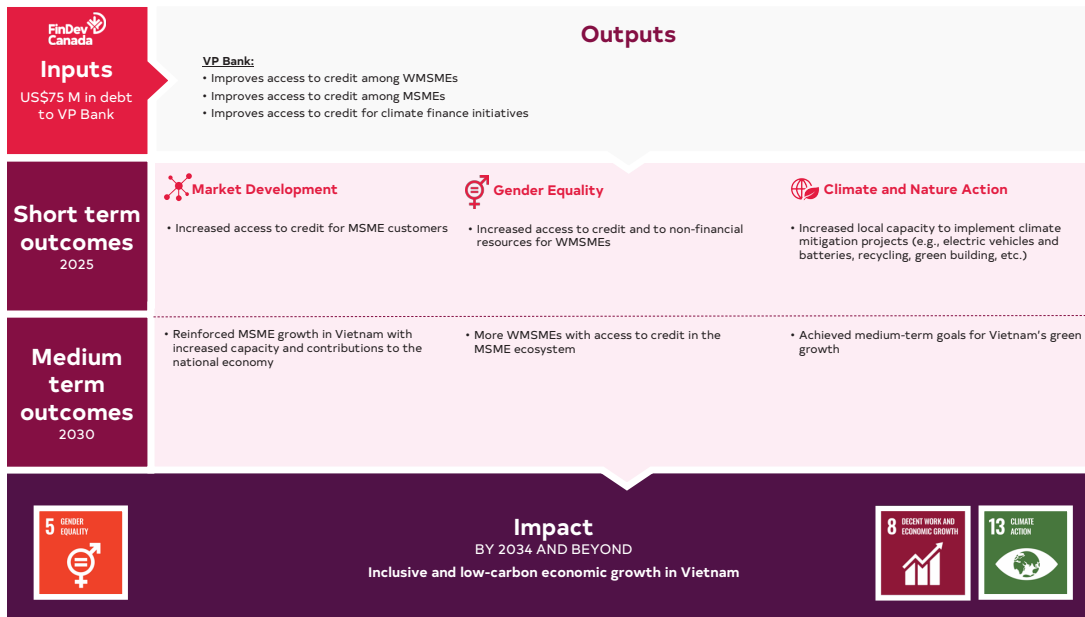 FinDev
Canada
Inputs
US$75 M in debt
to VP Bank
Outputs
VP Bank:
• Improves access to credit among WMSMEs
• Improves access to credit among MSMEs
• Improves access to credit for climate finance initiatives
Short term
outcomes
2025
Market Development
• Increased access to credit for MSME customers
Gender Equality
• Increased access to credit and to non-financial
resources for WMSMEs
Climate and Nature Action
• Increased local capacity to implement climate
mitigation projects (e.g., electric vehicles and
batteries, recycling, green building, etc.)
Medium
term
outcomes
2030
• Reinforced MSME growth in Vietnam with
increased capacity and contributions to the
national economy
• More WMSMEs with access to credit in the
MSME ecosystem
• Achieved medium-term goals for Vietnam's green
growth
5 GENDER
EQUALITY
Impact
BY 2034 AND BEYOND
Inclusive and low-carbon economic growth in Vietnam
8 DECENT WORK AND
ECONOMIC GROWTH
13 CLIMATE
ACTION